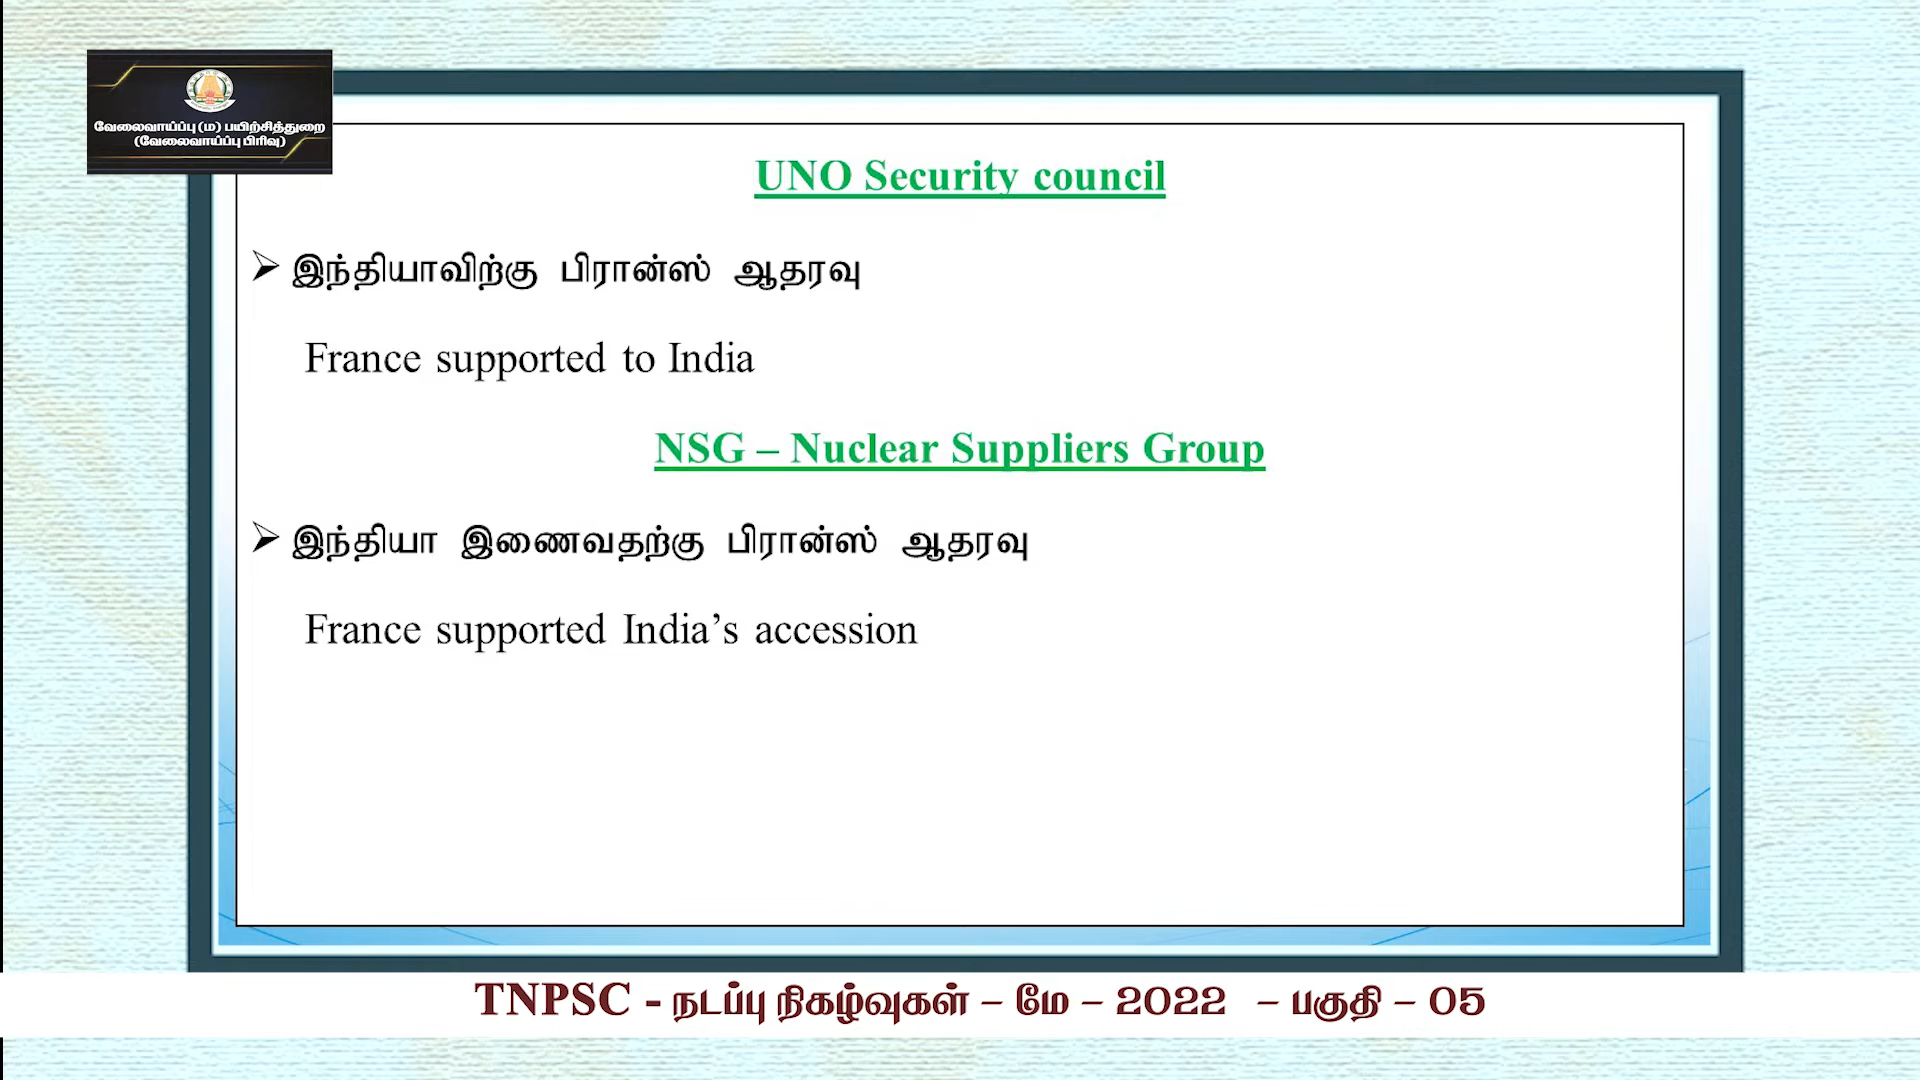 வேலைவாய்ப்பு (ம) பயிற்சித்துறை
(வேலைவாய்ப்பு பிரிவு)
UNO Security council
➢ இந்தியாவிற்கு பிரான்ஸ் ஆதரவு
France supported to India
NSG – Nuclear Suppliers Group
➢ இந்தியா இணைவதற்கு பிரான்ஸ் ஆதரவு
France supported India’s accession
TNPSC - நடப்பு நிகழ்வுகள் – மே – 2022 – பகுதி – 05